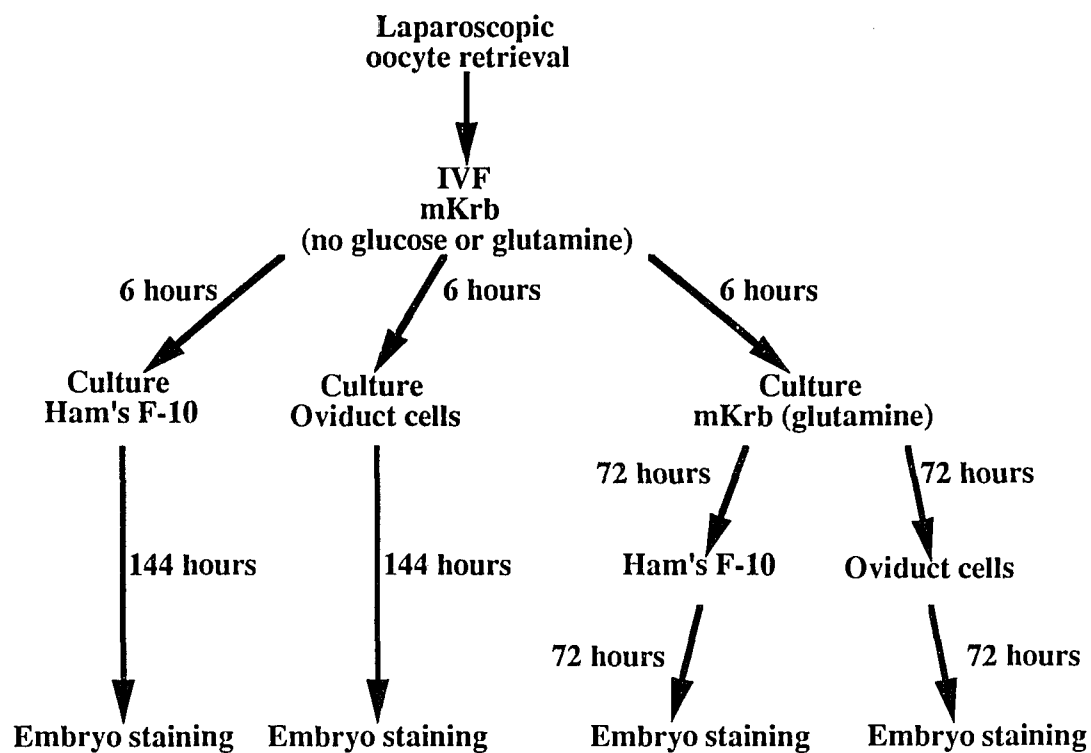 Laparoscopic
oocyte retrieval
IVF
mKrb
(no glucose or glutamine)
6 hours
6 hours
6 hours
Culture
Ham's F-10
Culture
Oviduct cells
Culture
mKrb (glutamine)
72 hours
72 hours
144 hours
144 hours
Ham's F-10
Oviduct cells
72 hours
72 hours
Embryo staining
Embryo staining
Embryo staining
Embryo staining